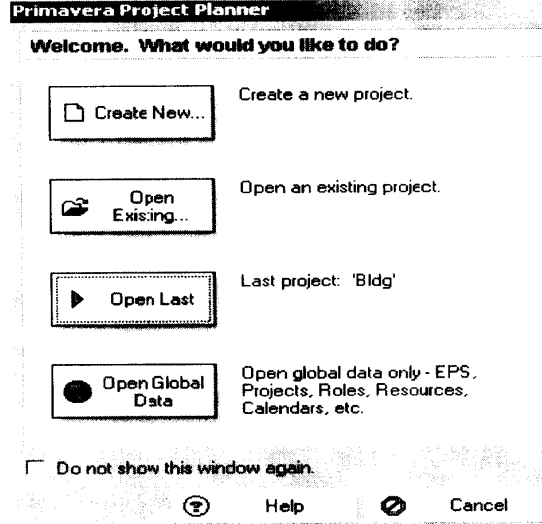 Primavera Project Planner
Welcome. What would you like to do?
Create New...
Create a new project.
Open
Existing...
Open an existing project.
Open Last
Last project: 'Bldg'
Open Global
Data
Open global data only - EPS,
Projects, Roles, Resources,
Calendars, etc.
Do not show this window again.
Help
Cancel